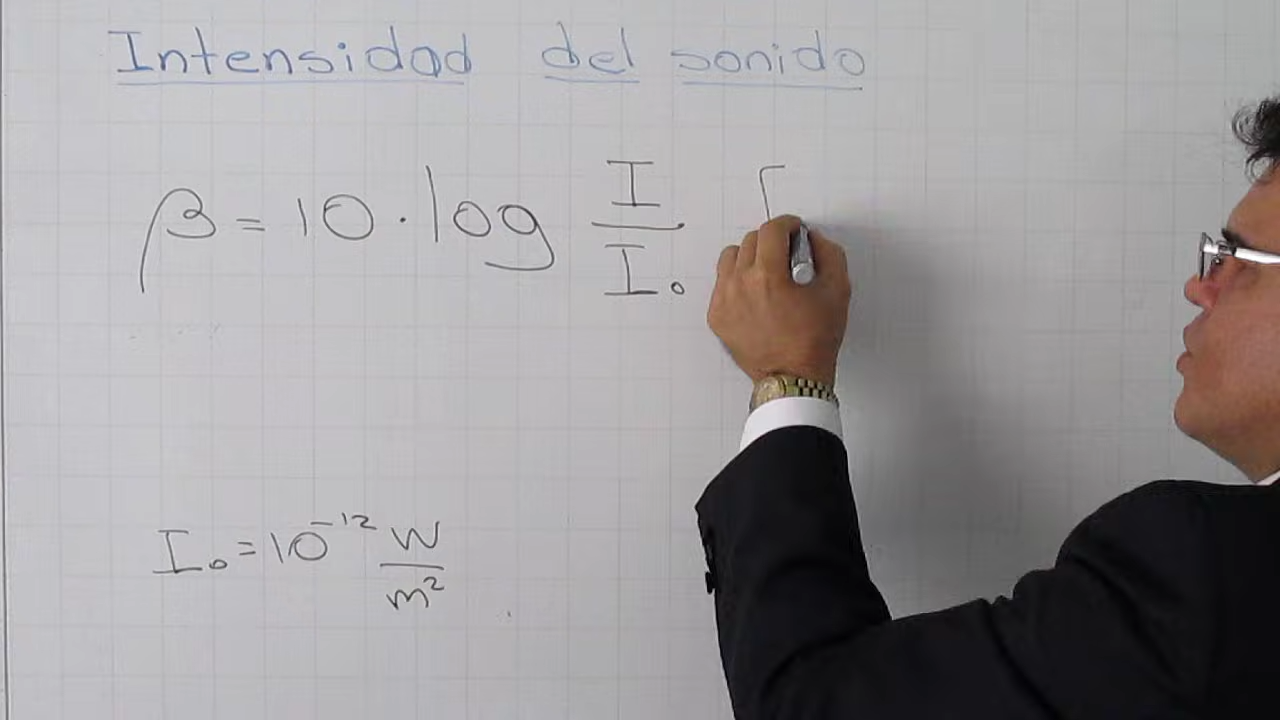 Intensidad del sonido
β = 10 · log I/I₀ [
I₀ = 10⁻¹² W/m²